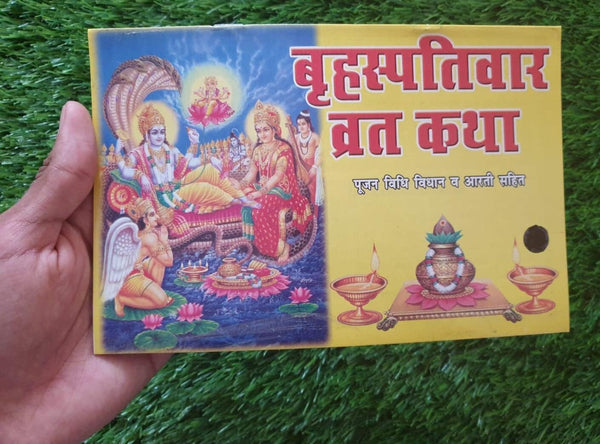 बृहस्पतिवार
व्रत कथा
पूजन विधि विधान व आरती सहित